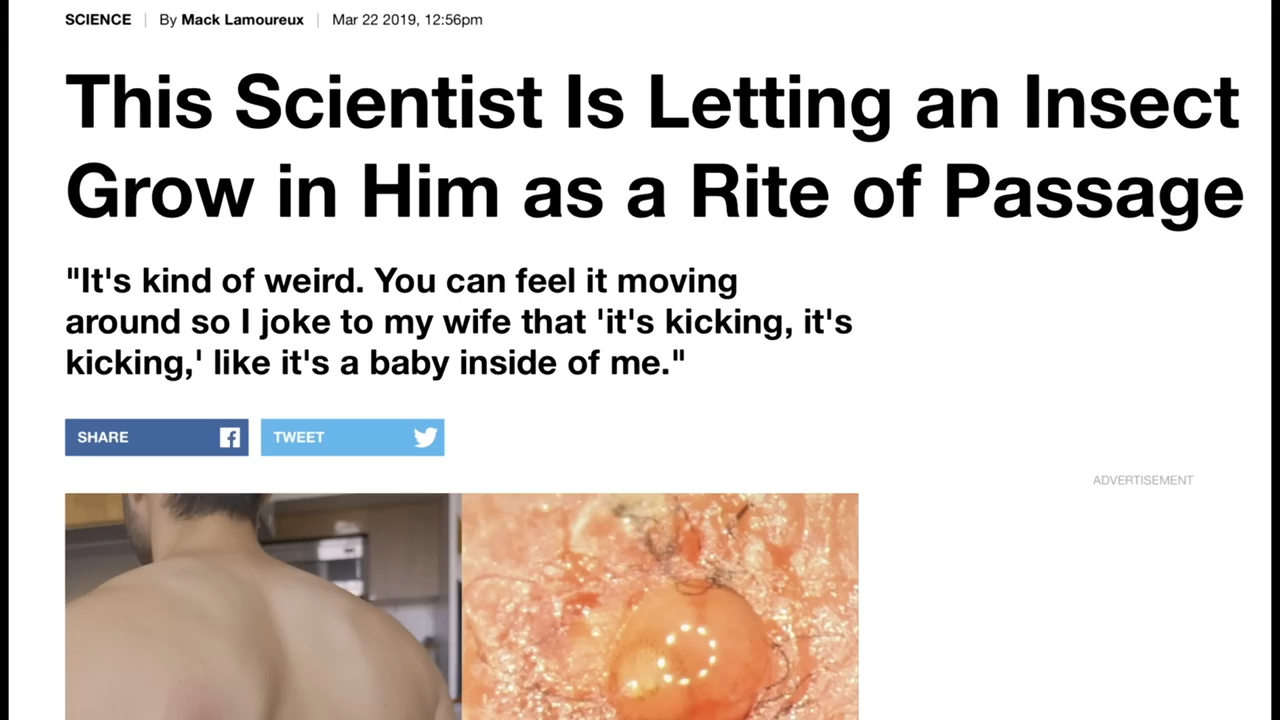 SCIENCE | By Mack Lamoureux | Mar 22 2019, 12:56pm
This Scientist Is Letting an Insect
Grow in Him as a Rite of Passage
"It's kind of weird. You can feel it moving
around so I joke to my wife that 'it's kicking, it's
kicking,' like it's a baby inside of me."
SHARE
TWEET
ADVERTISEMENT